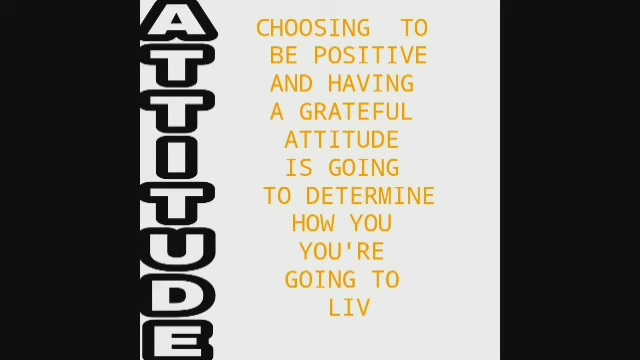 ATTITUDE
CHOOSING TO
BE POSITIVE
AND HAVING
A GRATEFUL
ATTITUDE
IS GOING
TO DETERMINE
HOW YOU
YOU'RE
GOING TO
LIV